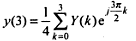 y(3) = \frac{1}{4} \sum_{k=0}^{3} Y(k) e^{j \frac{3\pi}{2} k}